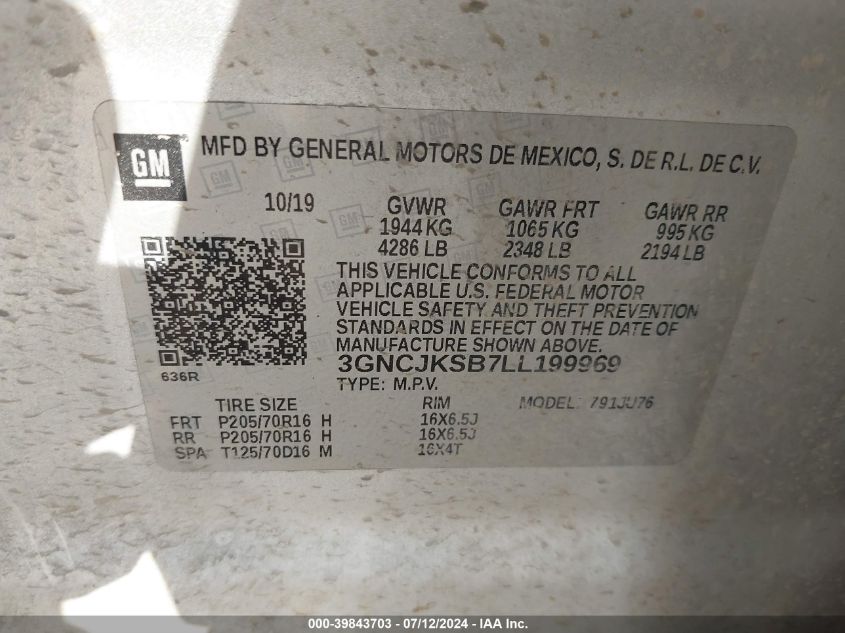 GM
MFD BY GENERAL MOTORS DE MEXICO, S. DE R.L. DE C.V.
10/19 GVWR GAWR FRT GAWR RR
1944 KG 1065 KG 995 KG
4286 LB 2348 LB 2194 LB
THIS VEHICLE CONFORMS TO ALL
APPLICABLE U.S. FEDERAL MOTOR
VEHICLE SAFETY AND THEFT PREVENTION
STANDARDS IN EFFECT ON THE DATE OF
MANUFACTURE SHOWN ABOVE.
3GNCJKSB7LL199969
636R
TYPE: M.P.V.
TIRE SIZE RIM MODEL: 791JU76
FRT P205/70R16 H 16X6.5J
RR P205/70R16 H 16X6.5J
SPA T125/70D16 M 16X4T
000-39843703 - 07/12/2024 - IAA Inc.